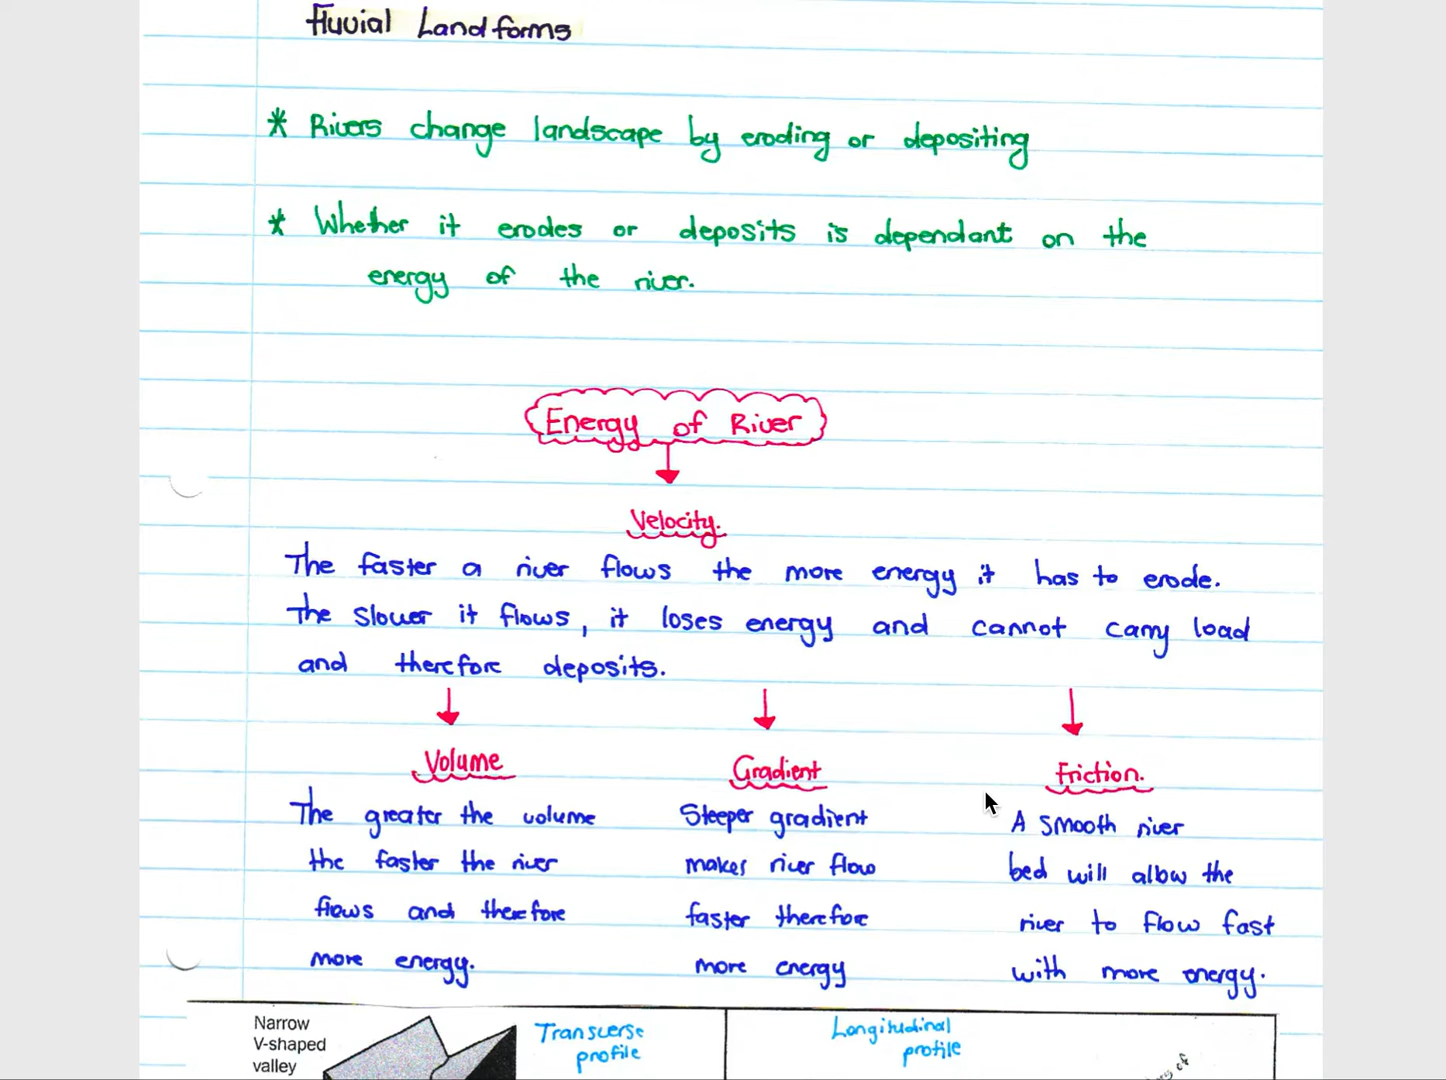 Fluvial Landforms
* Rivers change landscape by eroding or depositing
* Whether it erodes or deposits is dependant on the
energy of the river.
Energy of River
Velocity.
The faster a river flows the more energy it has to erode.
The slower it flows, it loses energy and cannot carry load
and therefore deposits.
Volume
The greater the volume
the faster the river
flows and therefore
more energy.
Gradient
Steeper gradient
makes river flow
faster therefore
more energy
Friction.
A smooth river
bed will allow the
river to flow fast
with more energy.
Narrow
V-shaped
valley
Transverse
profile
Longitudinal
profile
of